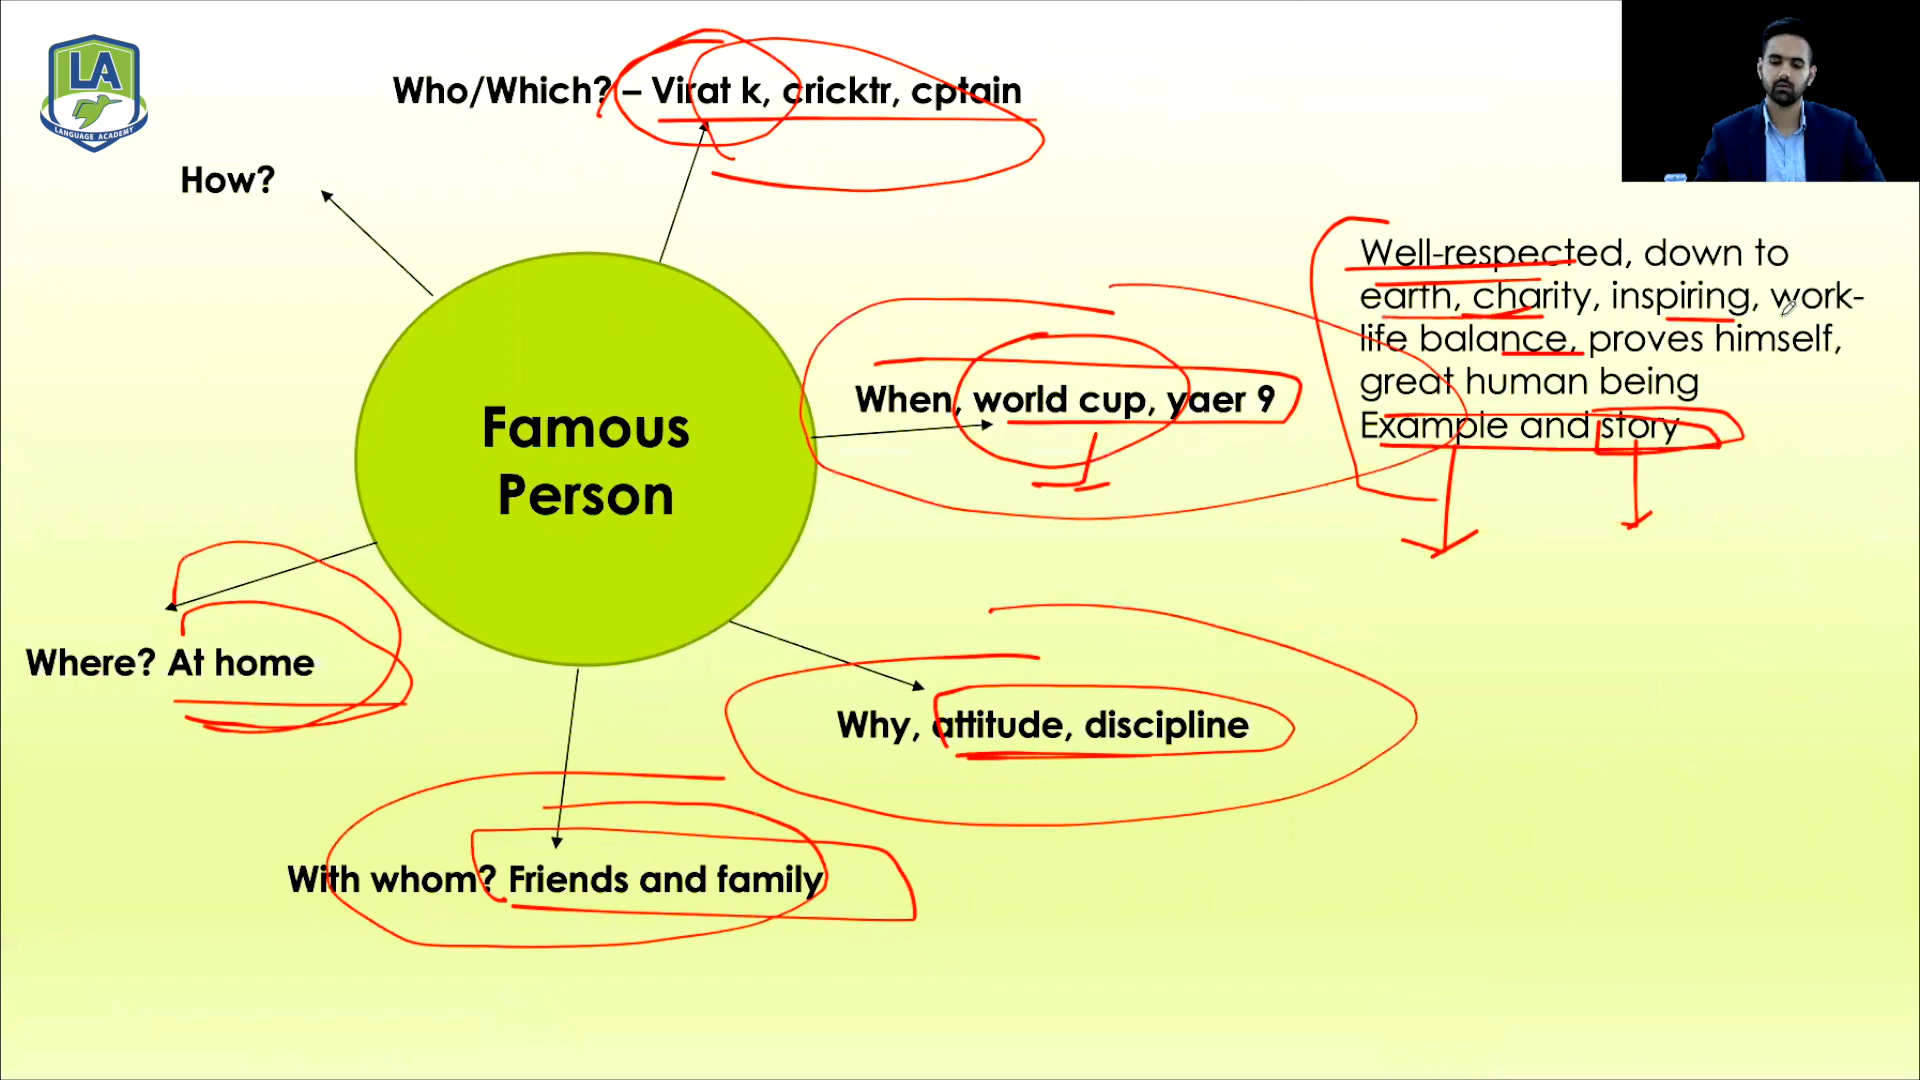 LA
LANGUAGE ACADEMY
Who/Which? – Virat k, cricktr, cptain
How?
Well-respected, down to
earth, charity, inspiring, work-
life balance, proves himself,
great human being
Example and story
When, world cup, yaer 9
Famous
Person
Where? At home
Why, attitude, discipline
With whom? Friends and family